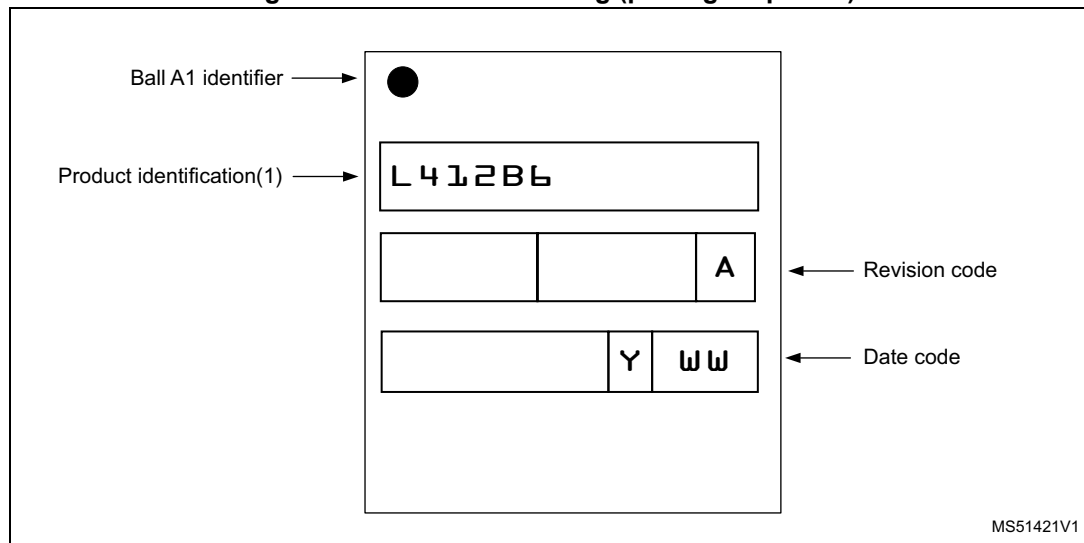 Ball A1 identifier
Product identification(1)
L412B6
A
Revision code
Y WW
Date code
MS51421V1